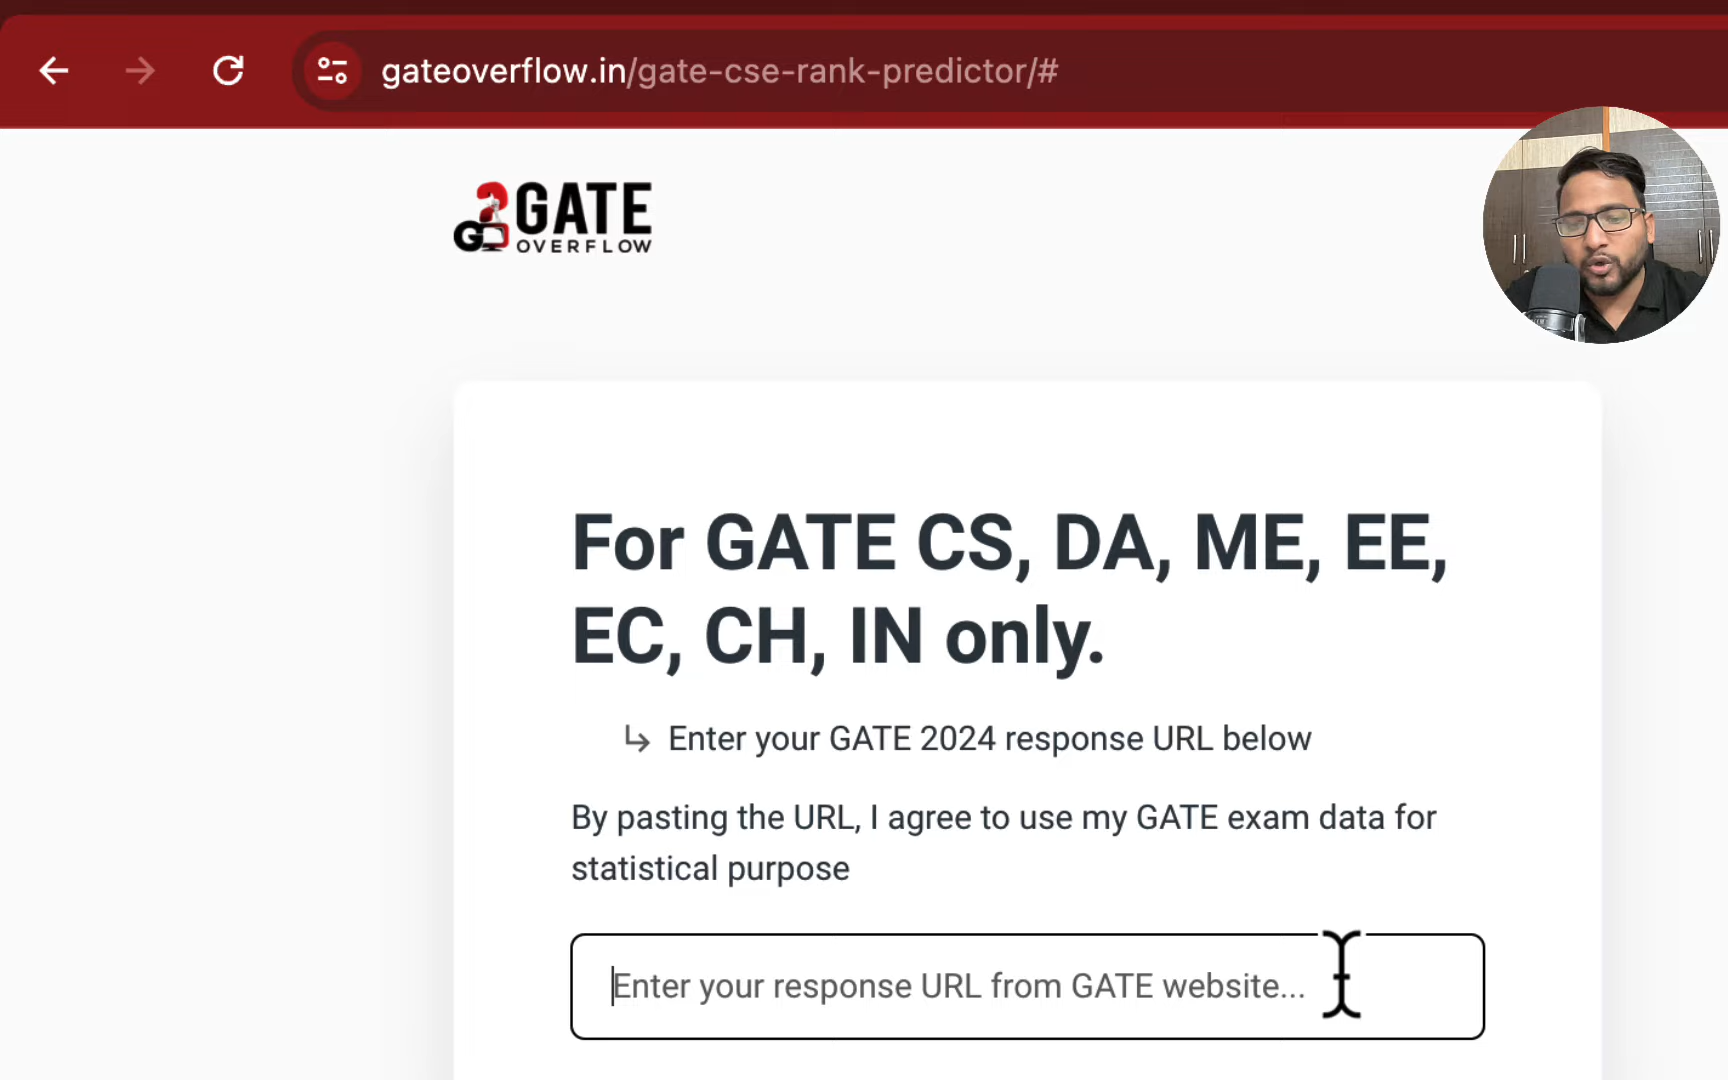 gateoverflow.in/gate-cse-rank-predictor/#
GATE
OVERFLOW
For GATE CS, DA, ME, EE,
EC, CH, IN only.
↳ Enter your GATE 2024 response URL below
By pasting the URL, I agree to use my GATE exam data for
statistical purpose
Enter your response URL from GATE website...